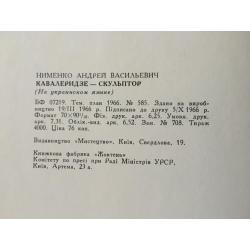 НИМЕНКО АНДРЕЙ ВАСИЛЬЕВИЧ
КАВАЛЕРИДЗЕ — СКУЛЬПТОР
(На украинском языке)
БФ 07219. Тем. план 1966. № 585. Здано на вироб-
ництво 19/III 1966 р. Підписано до друку 5/X 1966 р.
Формат 70×90¹/₁₆. Фіз. друк. арк. 6,25. Умовн. друк.
арк. 7,31. Обл.-вид. арк. 6,52. Зам. № 708. Тираж
4000. Ціна 76 коп.
Видавництво «Мистецтво», Київ, Свердлова, 19.
Книжкова фабрика «Жовтень»
Комітету по пресі при Раді Міністрів УРСР,
Київ, Артема, 23 а.